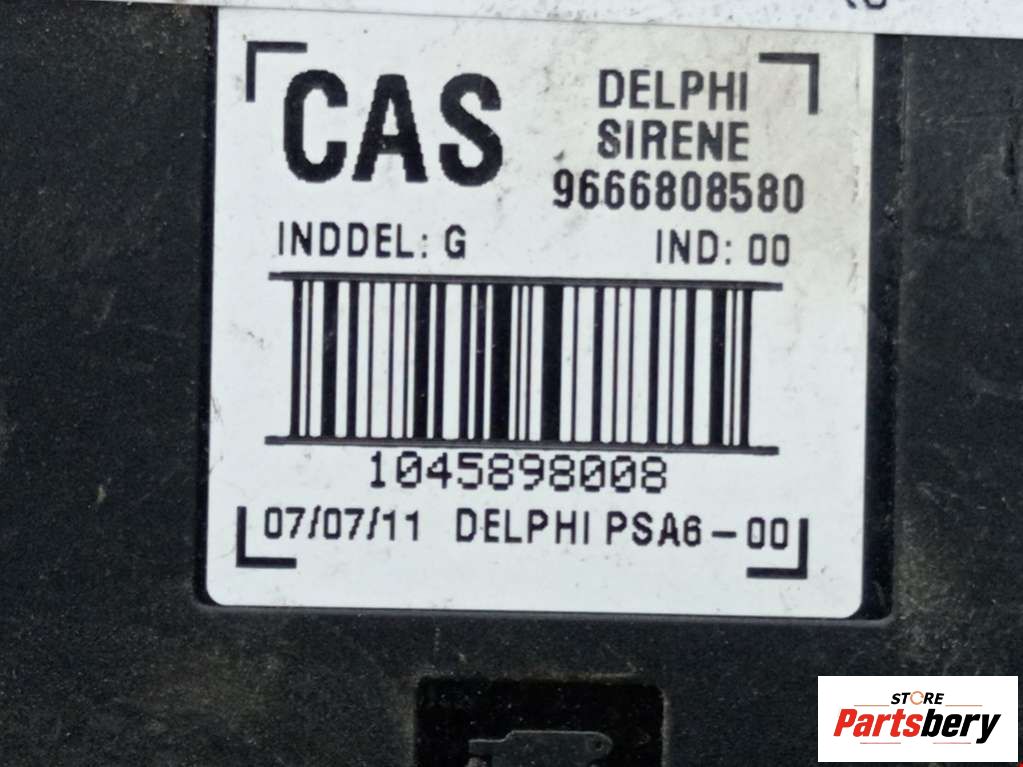 CAS
DELPHI
SIRENE
9666808580
INDDEL: G IND: 00
1045898008
07/07/11 DELPHI PSA6-00
STORE
Partsbery